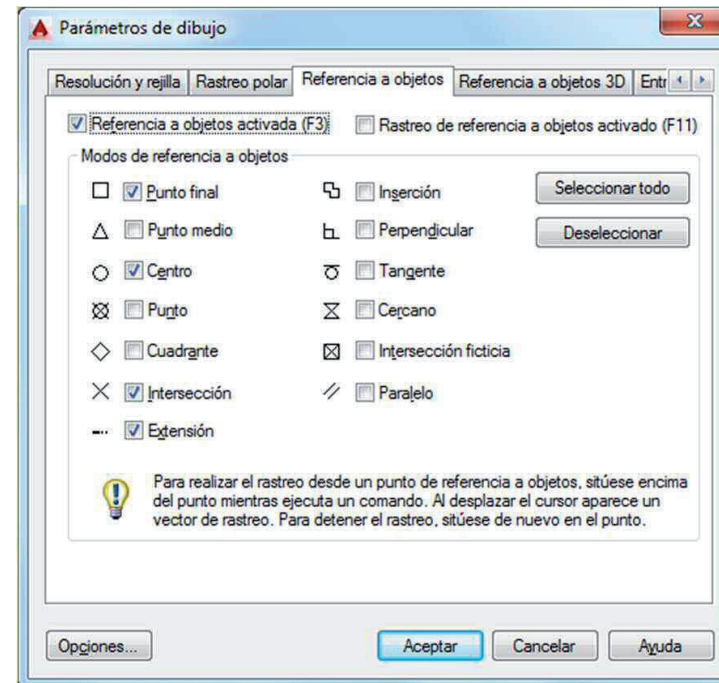 Parámetros de dibujo
Resolución y rejilla Rastreo polar Referencia a objetos Referencia a objetos 3D Entr
Referencia a objetos activada (F3) Rastreo de referencia a objetos activado (F11)
Modos de referencia a objetos
Punto final Inserción Seleccionar todo
Punto medio Perpendicular Deseleccionar
Centro Tangente
Punto Cercano
Cuadrante Intersección ficticia
Intersección Paralelo
Extensión
Para realizar el rastreo desde un punto de referencia a objetos, sitúese encima
del punto mientras ejecuta un comando. Al desplazar el cursor aparece un
vector de rastreo. Para detener el rastreo, sitúese de nuevo en el punto.
Opciones... Aceptar Cancelar Ayuda